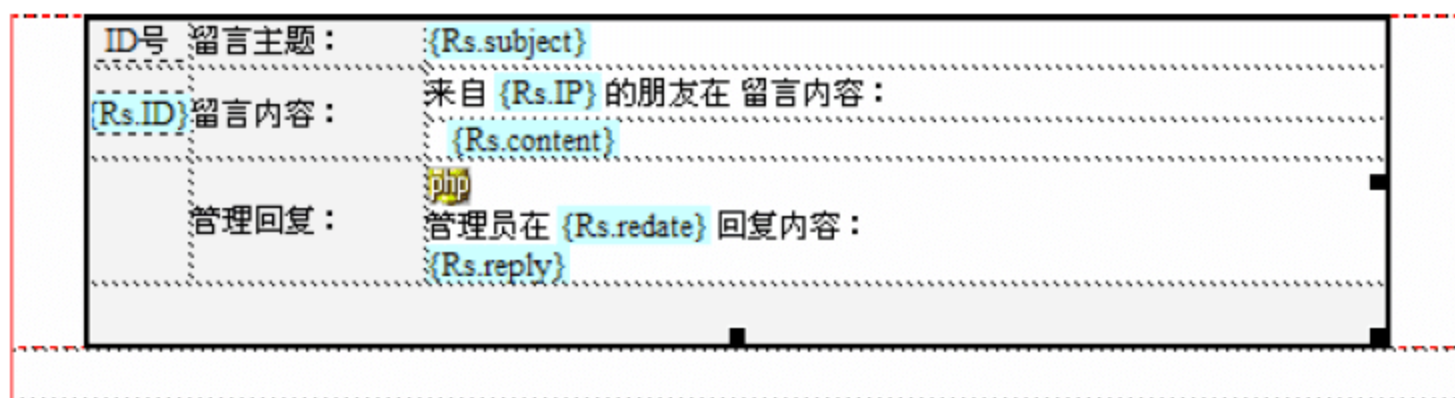 ID号 留言主题： {Rs.subject}
来自 {Rs.IP} 的朋友在 留言内容：
{Rs.ID} 留言内容：
{Rs.content}
php
管理回复： 管理员在 {Rs.redate} 回复内容：
{Rs.reply}